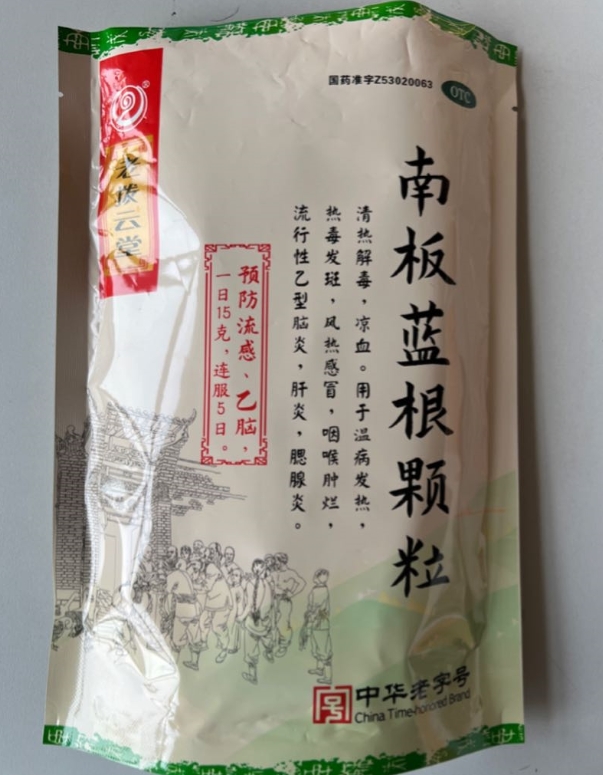 国药准字Z53020063
OTC
老拨云堂
南板蓝根颗粒
清热解毒，凉血。用于温病发热，
热毒发斑，风热感冒，咽喉肿烂，
流行性乙型脑炎，肝炎，腮腺炎。
预防流感、乙脑，
一日15克，连服5日。
中华老字号
China Time-honored Brand